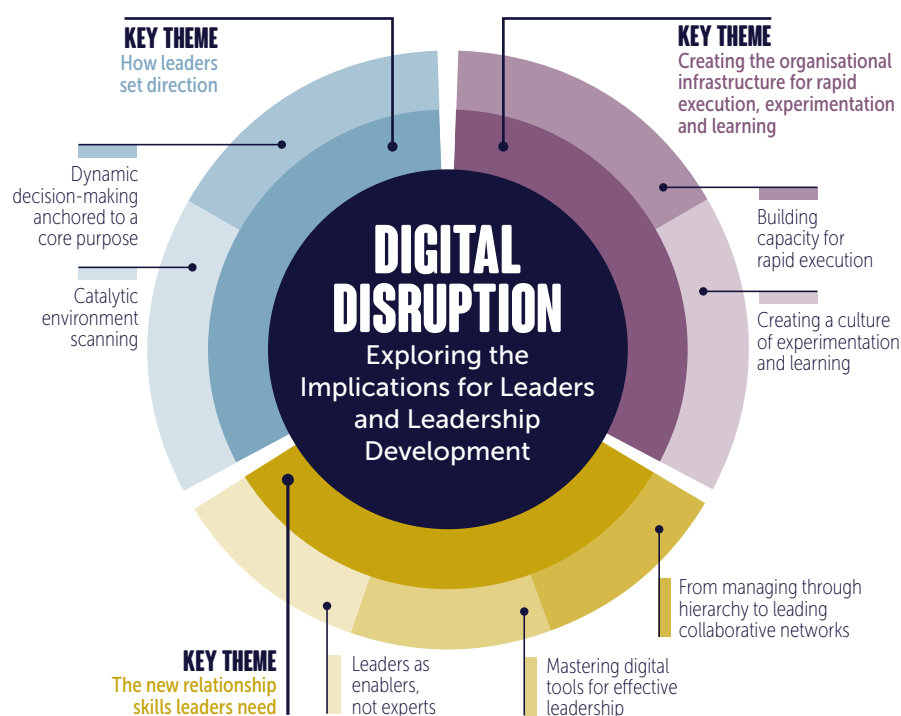 KEY THEME
How leaders
set direction
KEY THEME
Creating the organisational
infrastructure for rapid
execution, experimentation
and learning
Dynamic
decision-making
anchored to a
core purpose
Catalytic
environment
scanning
DIGITAL
DISRUPTION
Exploring the
Implications for Leaders
and Leadership
Development
Building
capacity for
rapid execution
Creating a culture
of experimentation
and learning
KEY THEME
The new relationship
skills leaders need
Leaders as
enablers,
not experts
Mastering digital
tools for effective
leadership
From managing through
hierarchy to leading
collaborative networks